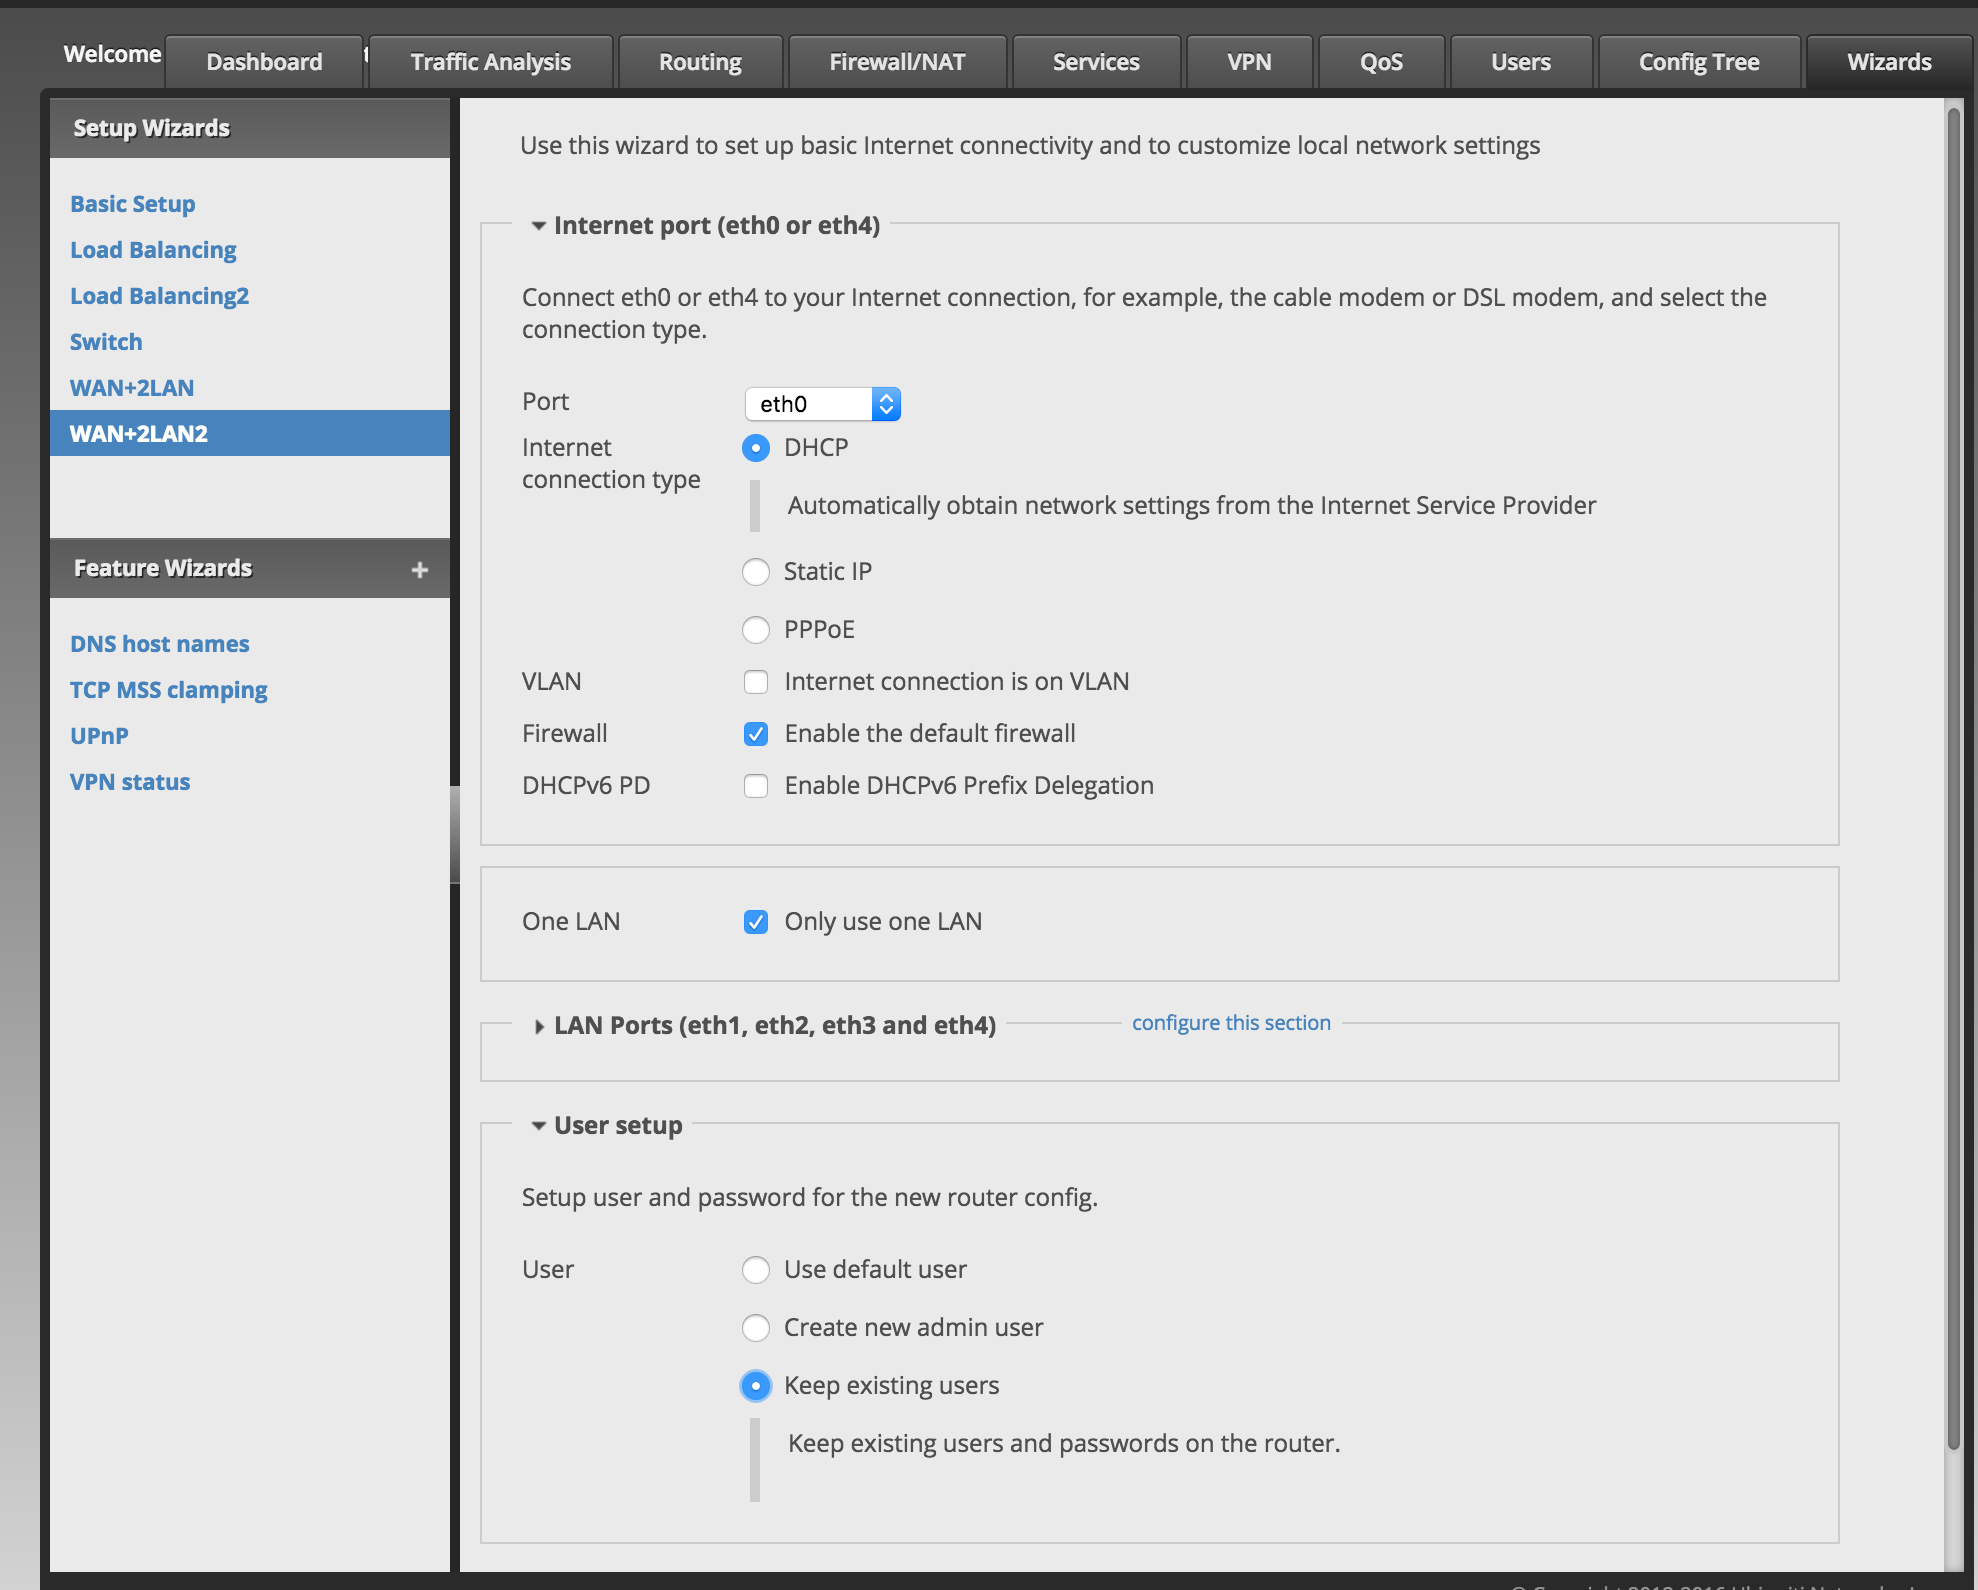 Welcome
Dashboard
Traffic Analysis
Routing
Firewall/NAT
Services
VPN
QoS
Users
Config Tree
Wizards
Setup Wizards
Basic Setup
Load Balancing
Load Balancing2
Switch
WAN+2LAN
WAN+2LAN2
Feature Wizards +
DNS host names
TCP MSS clamping
UPnP
VPN status
Use this wizard to set up basic Internet connectivity and to customize local network settings
Internet port (eth0 or eth4)
Connect eth0 or eth4 to your Internet connection, for example, the cable modem or DSL modem, and select the
connection type.
Port eth0
Internet
connection type
DHCP
Automatically obtain network settings from the Internet Service Provider
Static IP
PPPoE
VLAN Internet connection is on VLAN
Firewall Enable the default firewall
DHCPv6 PD Enable DHCPv6 Prefix Delegation
One LAN Only use one LAN
LAN Ports (eth1, eth2, eth3 and eth4) configure this section
User setup
Setup user and password for the new router config.
User Use default user
Create new admin user
Keep existing users
Keep existing users and passwords on the router.